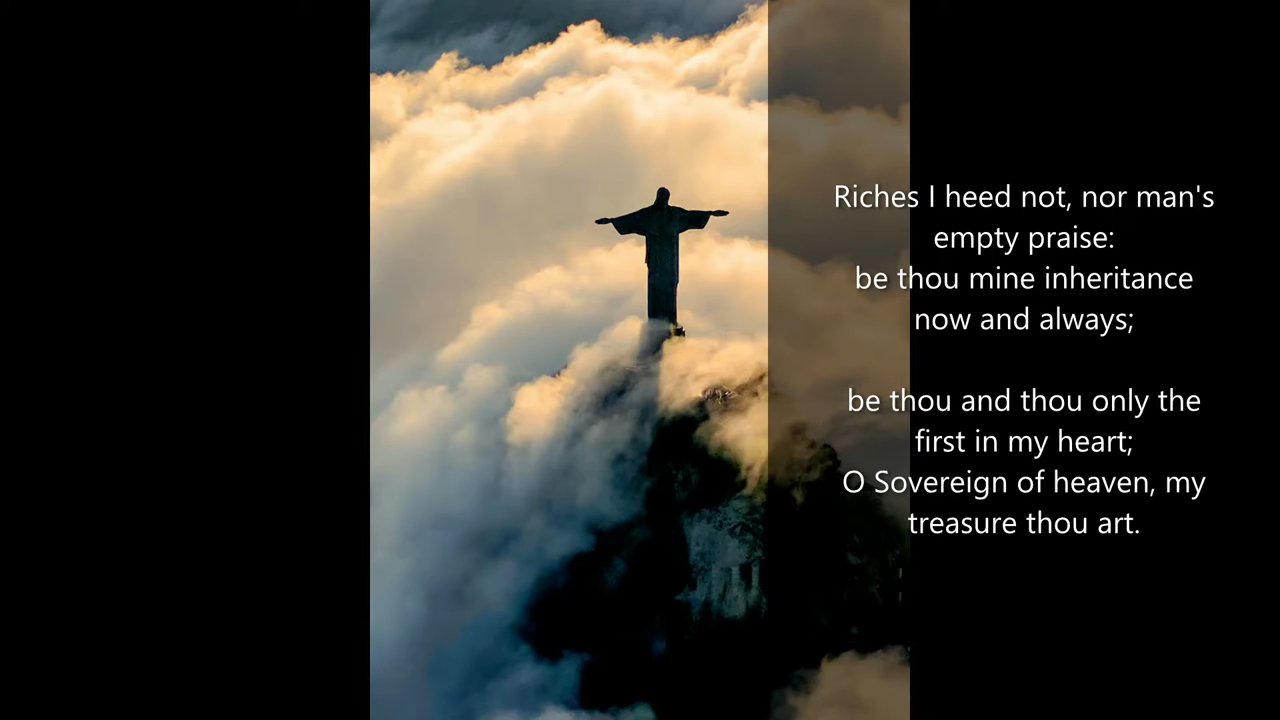 Riches I heed not, nor man's
empty praise:
be thou mine inheritance
now and always;
be thou and thou only the
first in my heart;
O Sovereign of heaven, my
treasure thou art.